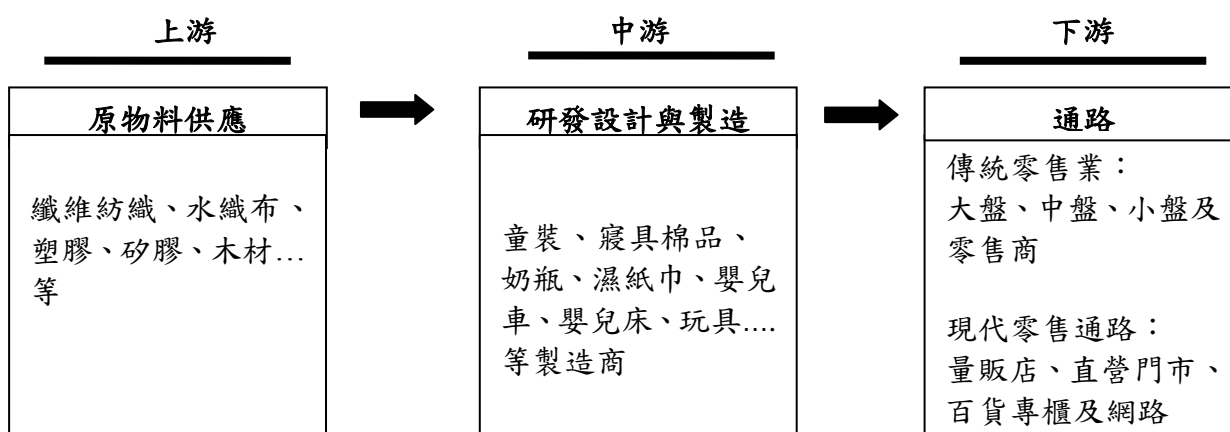 上游
中游
下游
原物料供應
研發設計與製造
通路
纖維紡織、水織布、
塑膠、矽膠、木材…
等
童裝、寢具棉品、
奶瓶、濕紙巾、嬰兒
車、嬰兒床、玩具....
等製造商
傳統零售業：
大盤、中盤、小盤及
零售商
現代零售通路：
量販店、直營門市、
百貨專櫃及網路